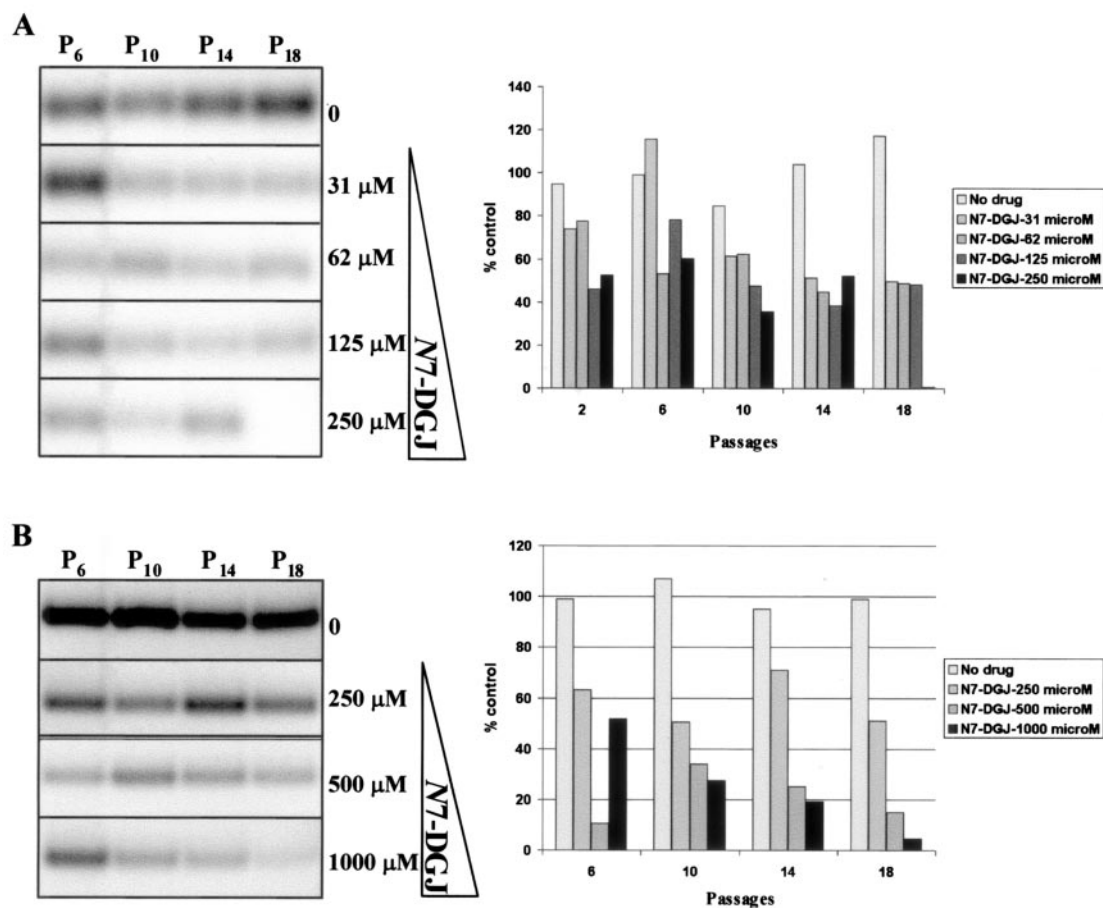 A
P6 P10 P14 P18
0
31 µM
62 µM
125 µM
250 µM
N7-DGJ
140
120
100
80
60
40
20
0
% control
2 6 10 14 18
Passages
No drug
N7-DGJ-31 microM
N7-DGJ-62 microM
N7-DGJ-125 microM
N7-DGJ-250 microM
B
P6 P10 P14 P18
0
250 µM
500 µM
1000 µM
N7-DGJ
120
100
80
60
40
20
0
% control
6 10 14 18
Passages
No drug
N7-DGJ-250 microM
N7-DGJ-500 microM
N7-DGJ-1000 microM